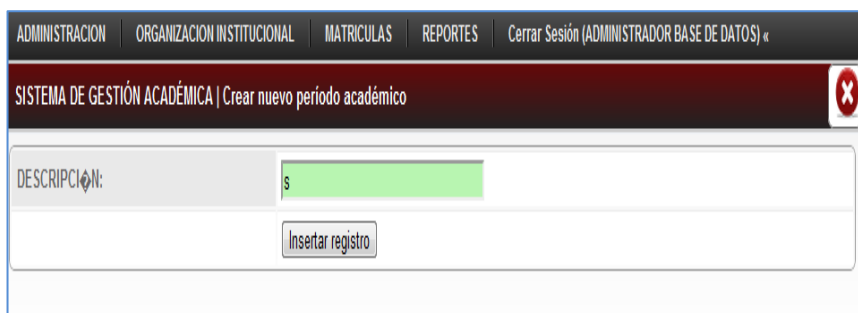 ADMINISTRACION ORGANIZACION INSTITUCIONAL MATRICULAS REPORTES Cerrar Sesión (ADMINISTRADOR BASE DE DATOS) «
SISTEMA DE GESTIÓN ACADÉMICA | Crear nuevo período académico
DESCRIPCI�N: s
Insertar registro